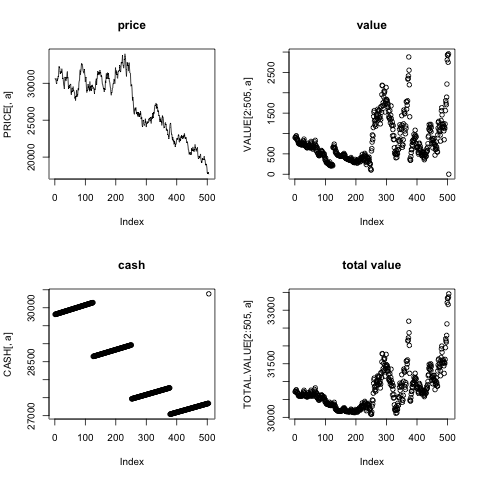 price
PRICE[, a]
20000 25000 30000
0 100 200 300 400 500
Index
value
VALUE[2:505, a]
500 1500 2500
0 100 200 300 400 500
Index
cash
CASH[, a]
27000 28500 30000
0 100 200 300 400 500
Index
total value
TOTAL.VALUE[2:505, a]
30000 31500 33000
0 100 200 300 400 500
Index